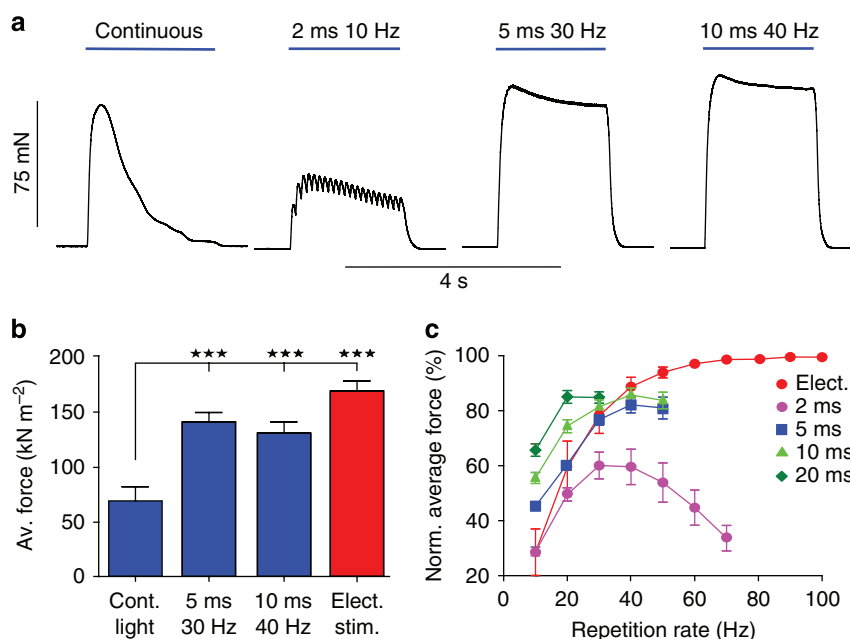 a
Continuous 2 ms 10 Hz 5 ms 30 Hz 10 ms 40 Hz
75 mN
4 s
b
★★★ ★★★ ★★★
Av. force (kN m−2)
200
150
100
50
0
Cont. light
5 ms 30 Hz
10 ms 40 Hz
Elect. stim.
c
Norm. average force (%)
100
80
60
40
20
0 20 40 60 80 100
Repetition rate (Hz)
Elect.
2 ms
5 ms
10 ms
20 ms